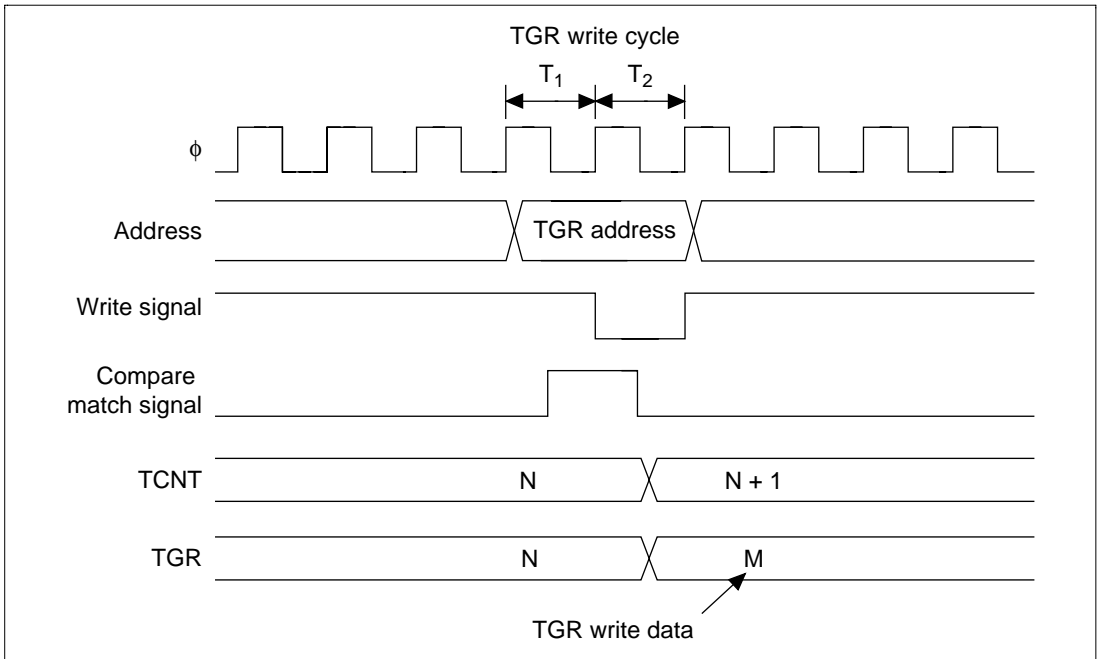 TGR write cycle
T1 T2
ϕ
Address TGR address
Write signal
Compare
match signal
TCNT N N + 1
TGR N M
TGR write data